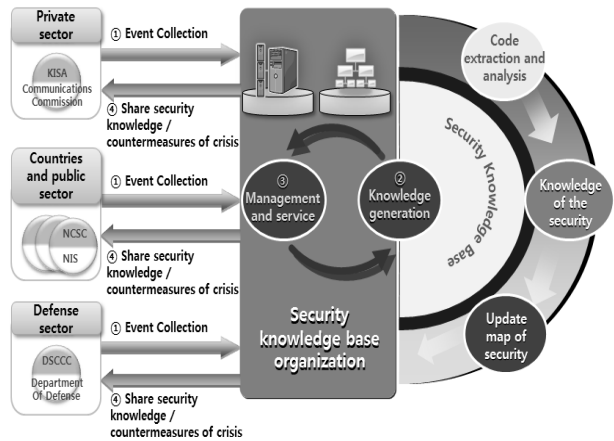 Private
sector
KISA
Communications
Commission
① Event Collection
④ Share security
knowledge /
countermeasures of crisis
Countries
and public
sector
NCSC
NIS
① Event Collection
④ Share security
knowledge /
countermeasures of crisis
Defense
sector
DSCCC
Department
Of Defense
① Event Collection
④ Share security
knowledge /
countermeasures of crisis
③
Management
and service
②
Knowledge
generation
Security
knowledge base
organization
Security Knowledge Base
Code
extraction and
analysis
Knowledge
of the
security
Update
map of
security